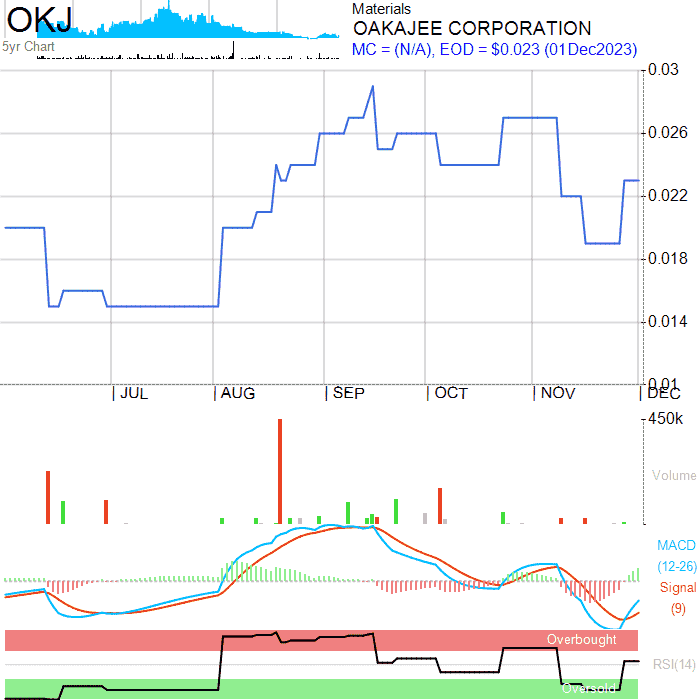 OKJ
5yr Chart
Materials
OAKAJEE CORPORATION
MC = (N/A), EOD = $0.023 (01Dec2023)
0.03
0.026
0.022
0.018
0.014
0.01
JUL AUG SEP OCT NOV DEC
450k
Volume
MACD
(12-26)
Signal
(9)
Overbought
RSI(14)
Oversold